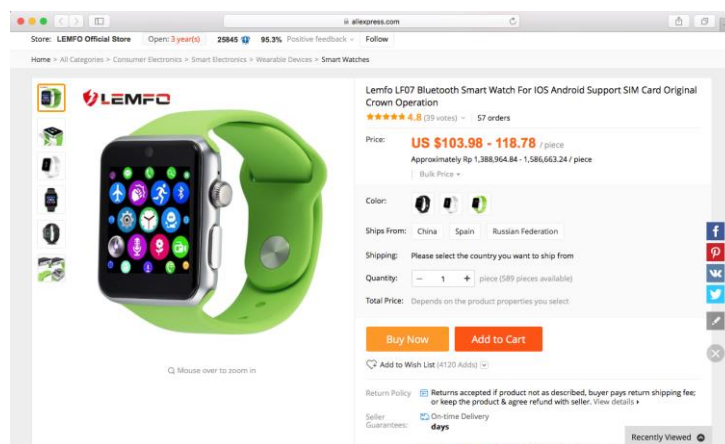 aliexpress.com
Store: LEMFO Official Store Open: 3 year(s) 25845 95.3% Positive feedback Follow
Home > All Categories > Consumer Electronics > Smart Electronics > Wearable Devices > Smart Watches
LEMFO
Lemfo LF07 Bluetooth Smart Watch For IOS Android Support SIM Card Original
Crown Operation
4.8 (39 votes) 57 orders
Price: US $103.98 - 118.78 / piece
Approximately Rp 1,388,964.84 - 1,586,663.24 / piece
Bulk Price
Color:
Ships From: China Spain Russian Federation
Shipping: Please select the country you want to ship from
Quantity: − 1 + piece (589 pieces available)
Total Price: Depends on the product properties you select
Buy Now Add to Cart
Mouse over to zoom in
Add to Wish List (4120 Adds)
Return Policy Returns accepted if product not as described, buyer pays return shipping fee;
or keep the product & agree refund with seller. View details
Seller
Guarantees:
On-time Delivery
days
Recently Viewed